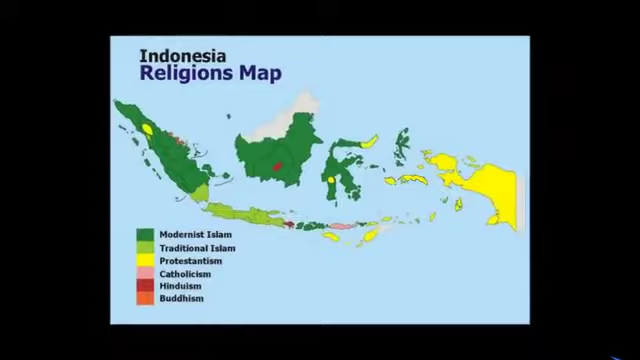 Indonesia
Religions Map
Modernist Islam
Traditional Islam
Protestantism
Catholicism
Hinduism
Buddhism